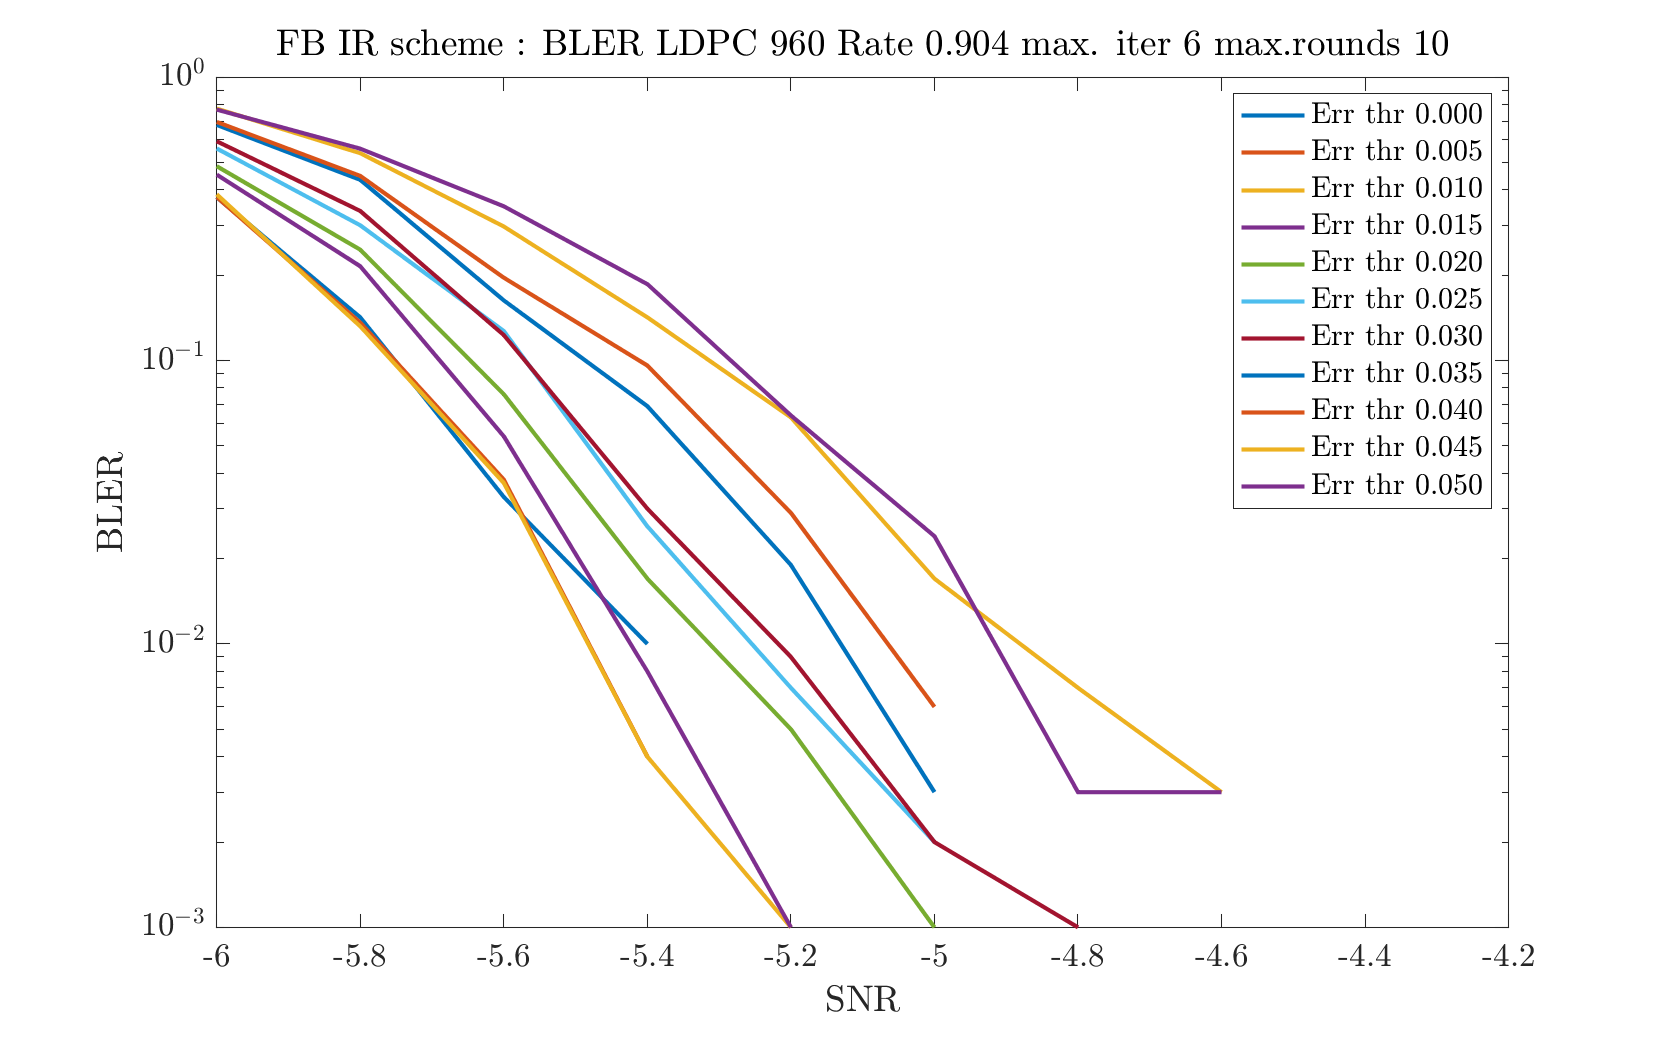 FB IR scheme : BLER LDPC 960 Rate 0.904 max. iter 6 max.rounds 10
10^0
10^-1
10^-2
10^-3
BLER
Err thr 0.000
Err thr 0.005
Err thr 0.010
Err thr 0.015
Err thr 0.020
Err thr 0.025
Err thr 0.030
Err thr 0.035
Err thr 0.040
Err thr 0.045
Err thr 0.050
-6 -5.8 -5.6 -5.4 -5.2 -5 -4.8 -4.6 -4.4 -4.2
SNR